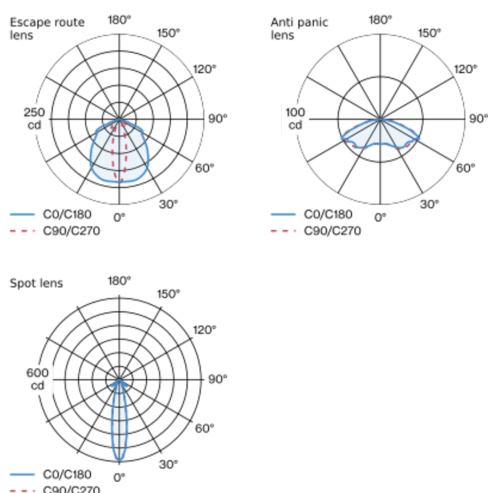 Escape route
lens
180°
150°
120°
250
cd
90°
60°
30°
0°
C0/C180
C90/C270
Anti panic
lens
180°
150°
120°
100
cd
90°
60°
30°
0°
C0/C180
C90/C270
Spot lens
180°
150°
120°
600
cd
90°
60°
30°
0°
C0/C180
C90/C270